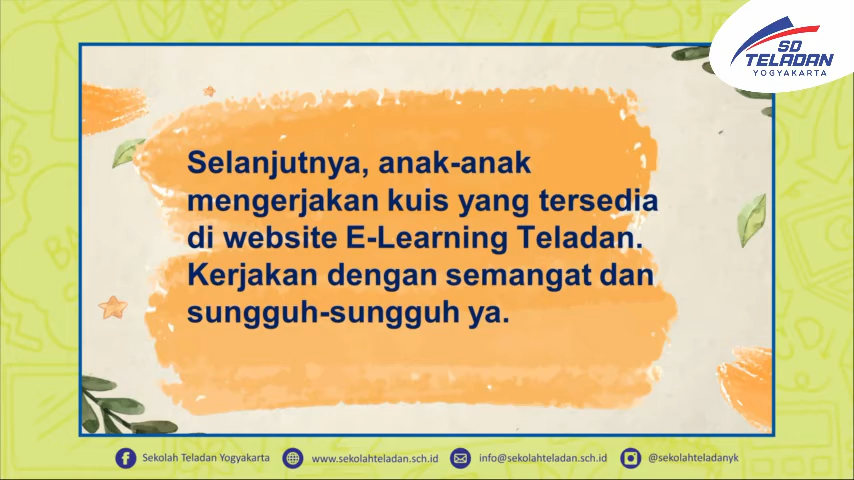 SD
TELADAN
YOGYAKARTA
Selanjutnya, anak-anak
mengerjakan kuis yang tersedia
di website E-Learning Teladan.
Kerjakan dengan semangat dan
sungguh-sungguh ya.
Sekolah Teladan Yogyakarta www.sekolahteladan.sch.id info@sekolahteladan.sch.id @sekolahteladanyk